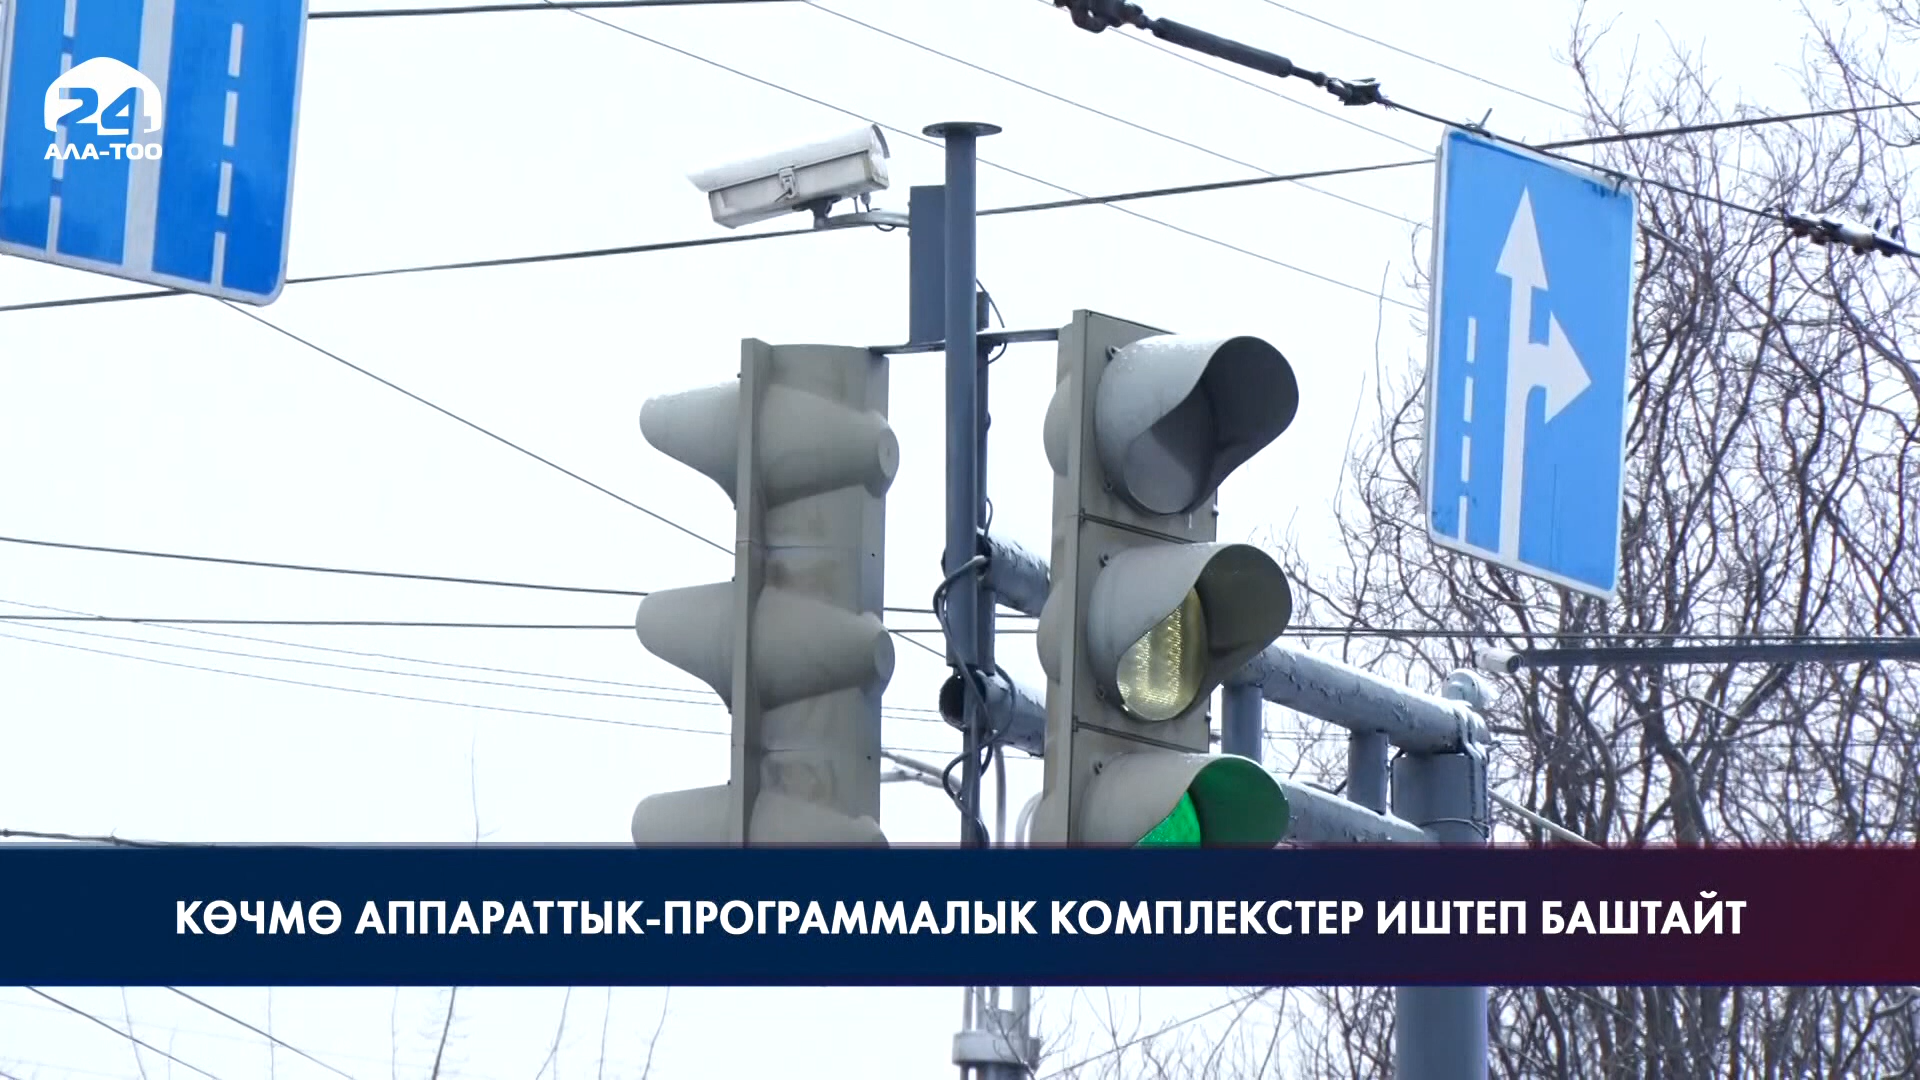 24
АЛА-ТОО
КӨЧМӨ АППАРАТТЫК-ПРОГРАММАЛЫК КОМПЛЕКСТЕР ИШТЕП БАШТАЙТ